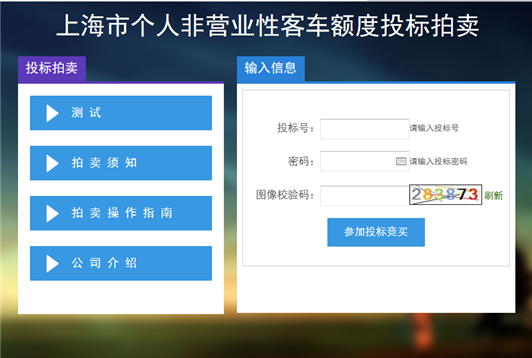 上海市个人非营业性客车额度投标拍卖
投标拍卖
测试
拍卖须知
拍卖操作指南
公司介绍
输入信息
投标号： 请输入投标号
密码： 请输入投标密码
图像校验码： 283873 刷新
参加投标竞买